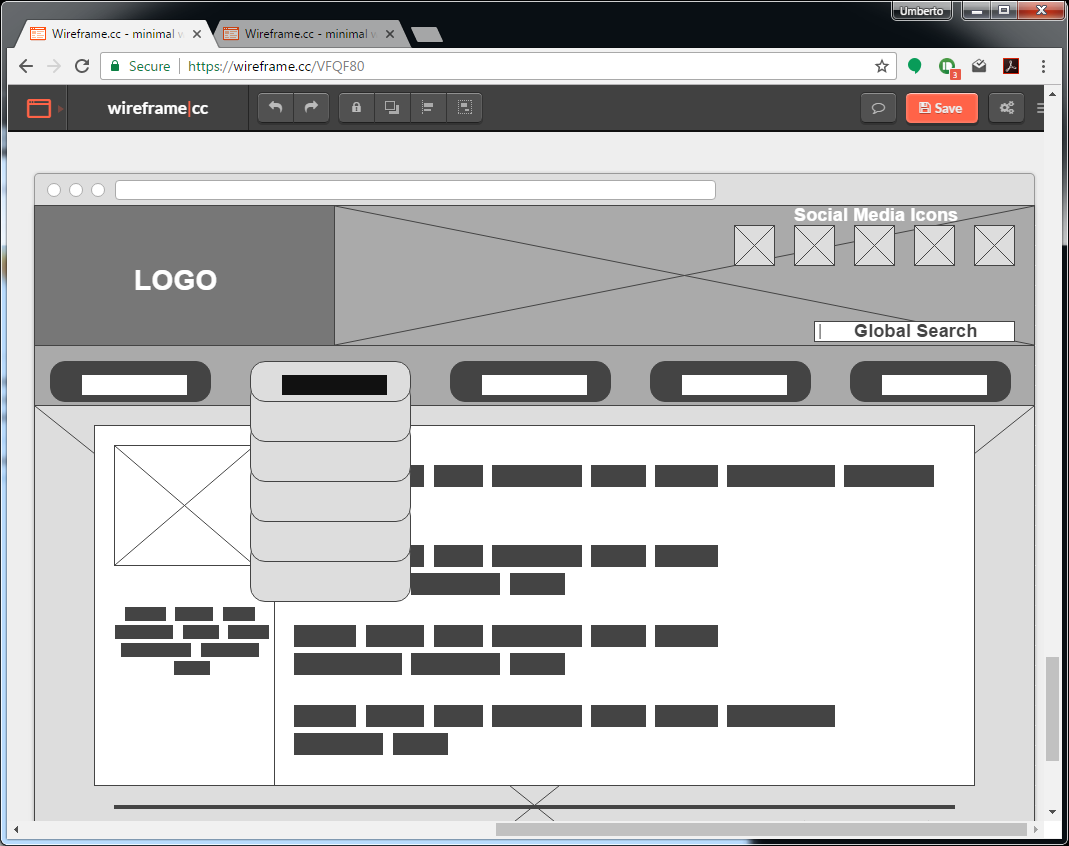 Umberto
Wireframe.cc - minimal
Wireframe.cc - minimal
Secure
https://wireframe.cc/VFQF80
3
wireframe|cc
Save
Social Media Icons
LOGO
Global Search